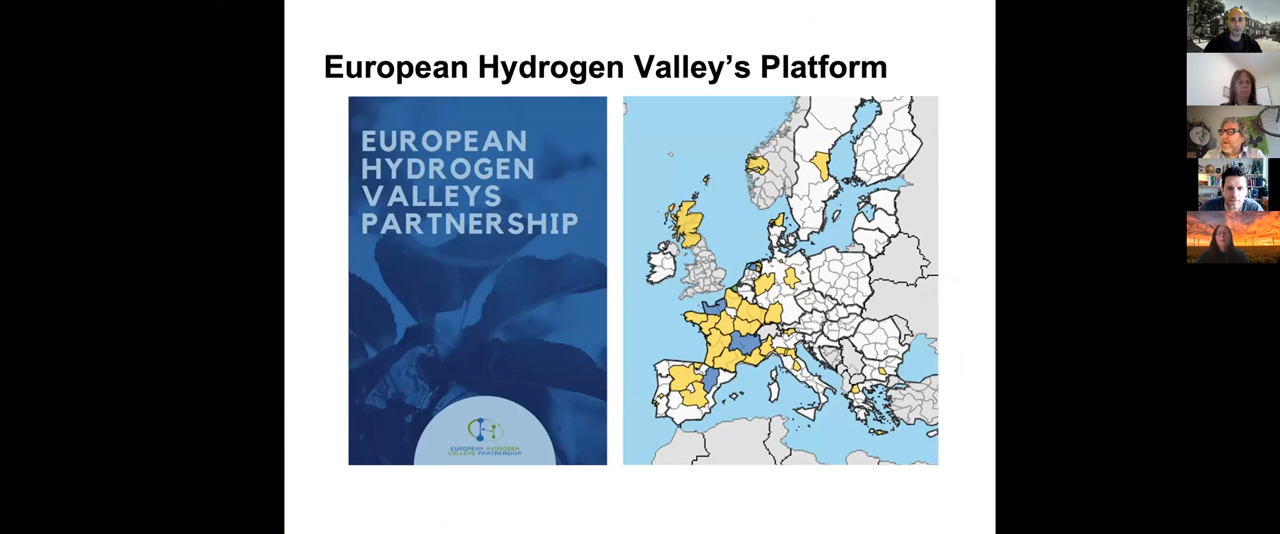 European Hydrogen Valley’s Platform
EUROPEAN
HYDROGEN
VALLEYS
PARTNERSHIP
EUROPEAN HYDROGEN
VALLEYS PARTNERSHIP